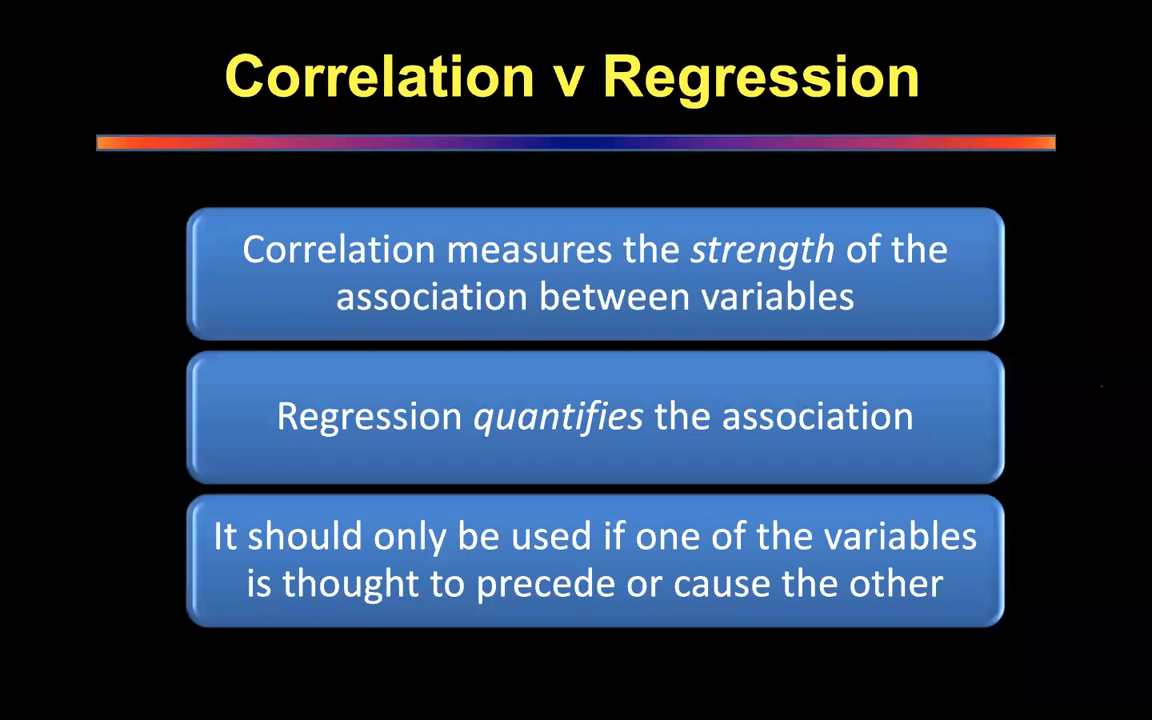 Correlation v Regression
Correlation measures the strength of the
association between variables
Regression quantifies the association
It should only be used if one of the variables
is thought to precede or cause the other